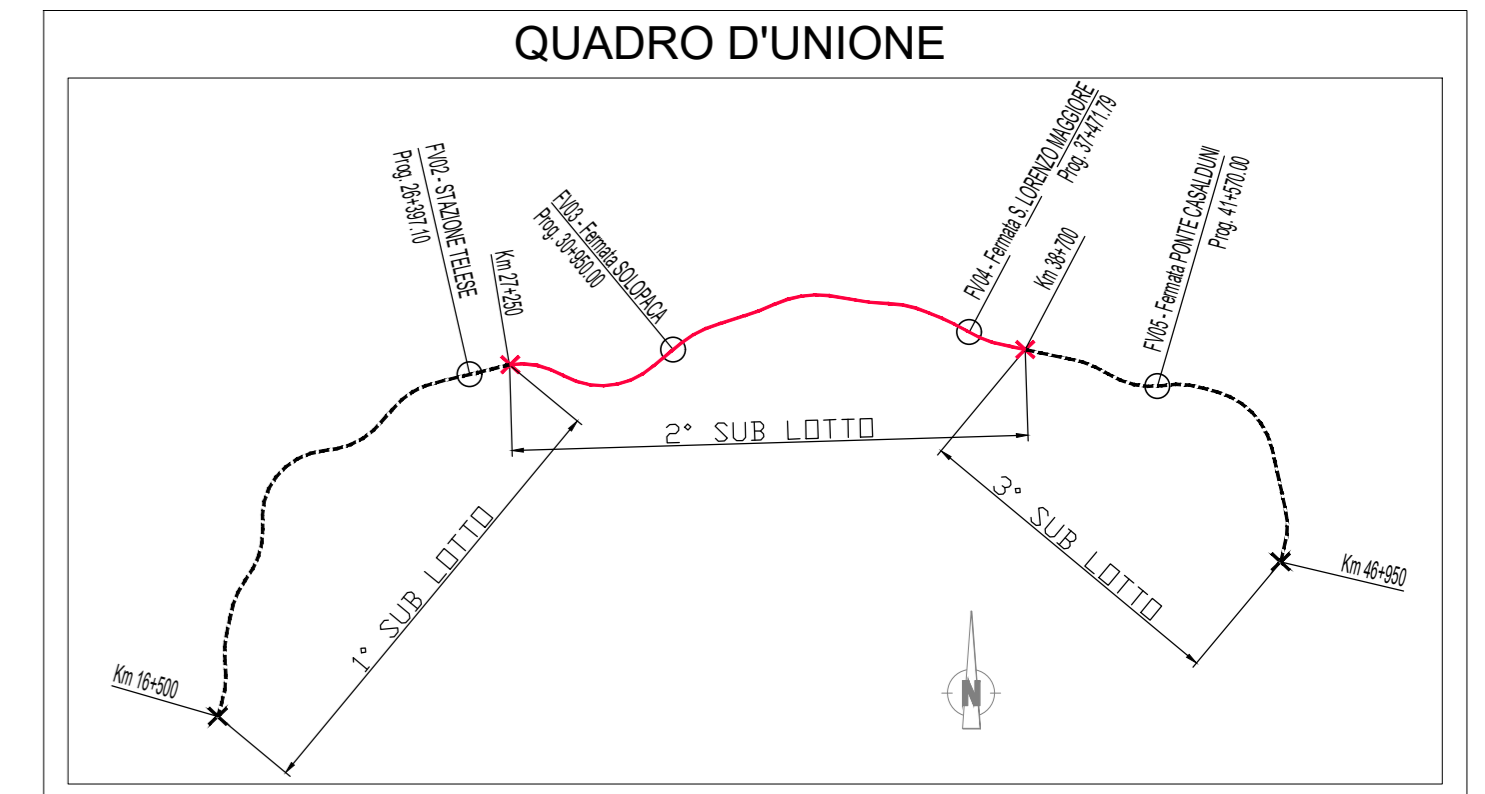 QUADRO D'UNIONE
FV02 - STAZIONE TELESE
Prog. 26+397.10
Km 27+250
FV03 - Fermata SOLOPACA
Prog. 30+950.00
FV04 - Fermata S. LORENZO MAGGIORE
Prog. 37+471.79
Km 38+700
FV05 - Fermata PONTE CASALDUNI
Prog. 41+570.00
2° SUB LOTTO
1° SUB LOTTO
3° SUB LOTTO
Km 46+950
Km 16+500
N